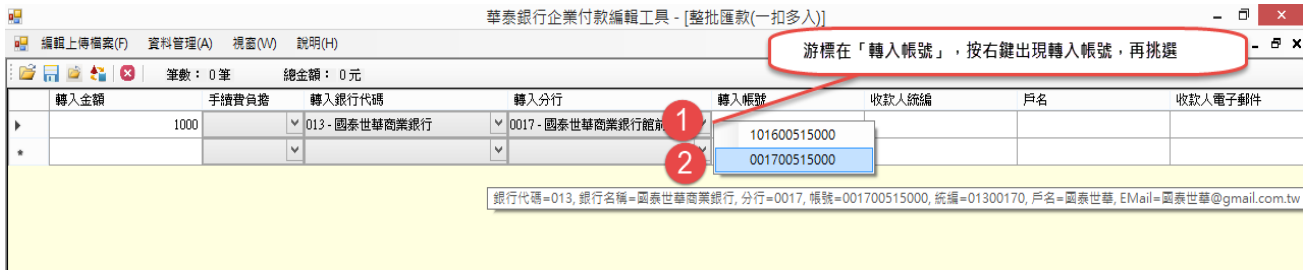 華泰銀行企業付款編輯工具 - [整批匯款(一扣多入)]
編輯上傳檔案(F) 資料管理(A) 視窗(W) 說明(H)
游標在「轉入帳號」，按右鍵出現轉入帳號，再挑選
筆數： 0 筆 總金額： 0 元
轉入金額 手續費負擔 轉入銀行代碼 轉入分行 轉入帳號 收款人統編 戶名 收款人電子郵件
1000 013 - 國泰世華商業銀行 0017 - 國泰世華商業銀行館前 1
101600515000
2 001700515000
銀行代碼=013, 銀行名稱=國泰世華商業銀行, 分行=0017, 帳號=001700515000, 統編=01300170, 戶名=國泰世華, EMail=國泰世華@gmail.com.tw